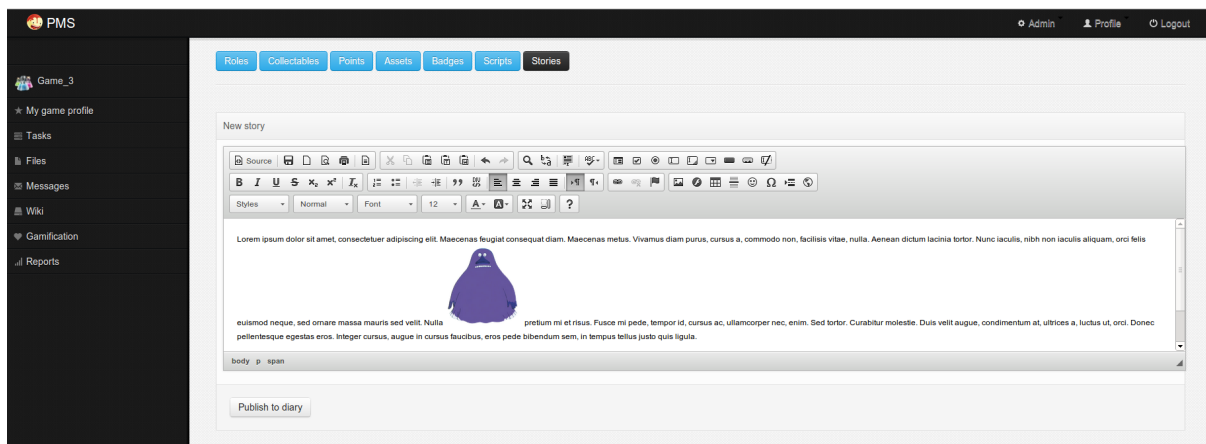 PMS
Admin Profile Logout
Roles Collectables Points Assets Badges Scripts Stories
Game_3
My game profile
Tasks
Files
Messages
Wiki
Gamification
Reports
New story
Source
B I U S x₂ x² Iₓ
Styles Normal Font 12 A A ?
Lorem ipsum dolor sit amet, consectetuer adipiscing elit. Maecenas feugiat consequat diam. Maecenas metus. Vivamus diam purus, cursus a, commodo non, facilisis vitae, nulla. Aenean dictum lacinia tortor. Nunc iaculis, nibh non iaculis aliquam, orci felis
euismod neque, sed ornare massa mauris sed velit. Nulla pretium mi et risus. Fusce mi pede, tempor id, cursus ac, ullamcorper nec, enim. Sed tortor. Curabitur molestie. Duis velit augue, condimentum at, ultrices a, luctus ut, orci. Donec
pellentesque egestas eros. Integer cursus, augue in cursus faucibus, eros pede bibendum sem, in tempus tellus justo quis ligula.
body p span
Publish to diary